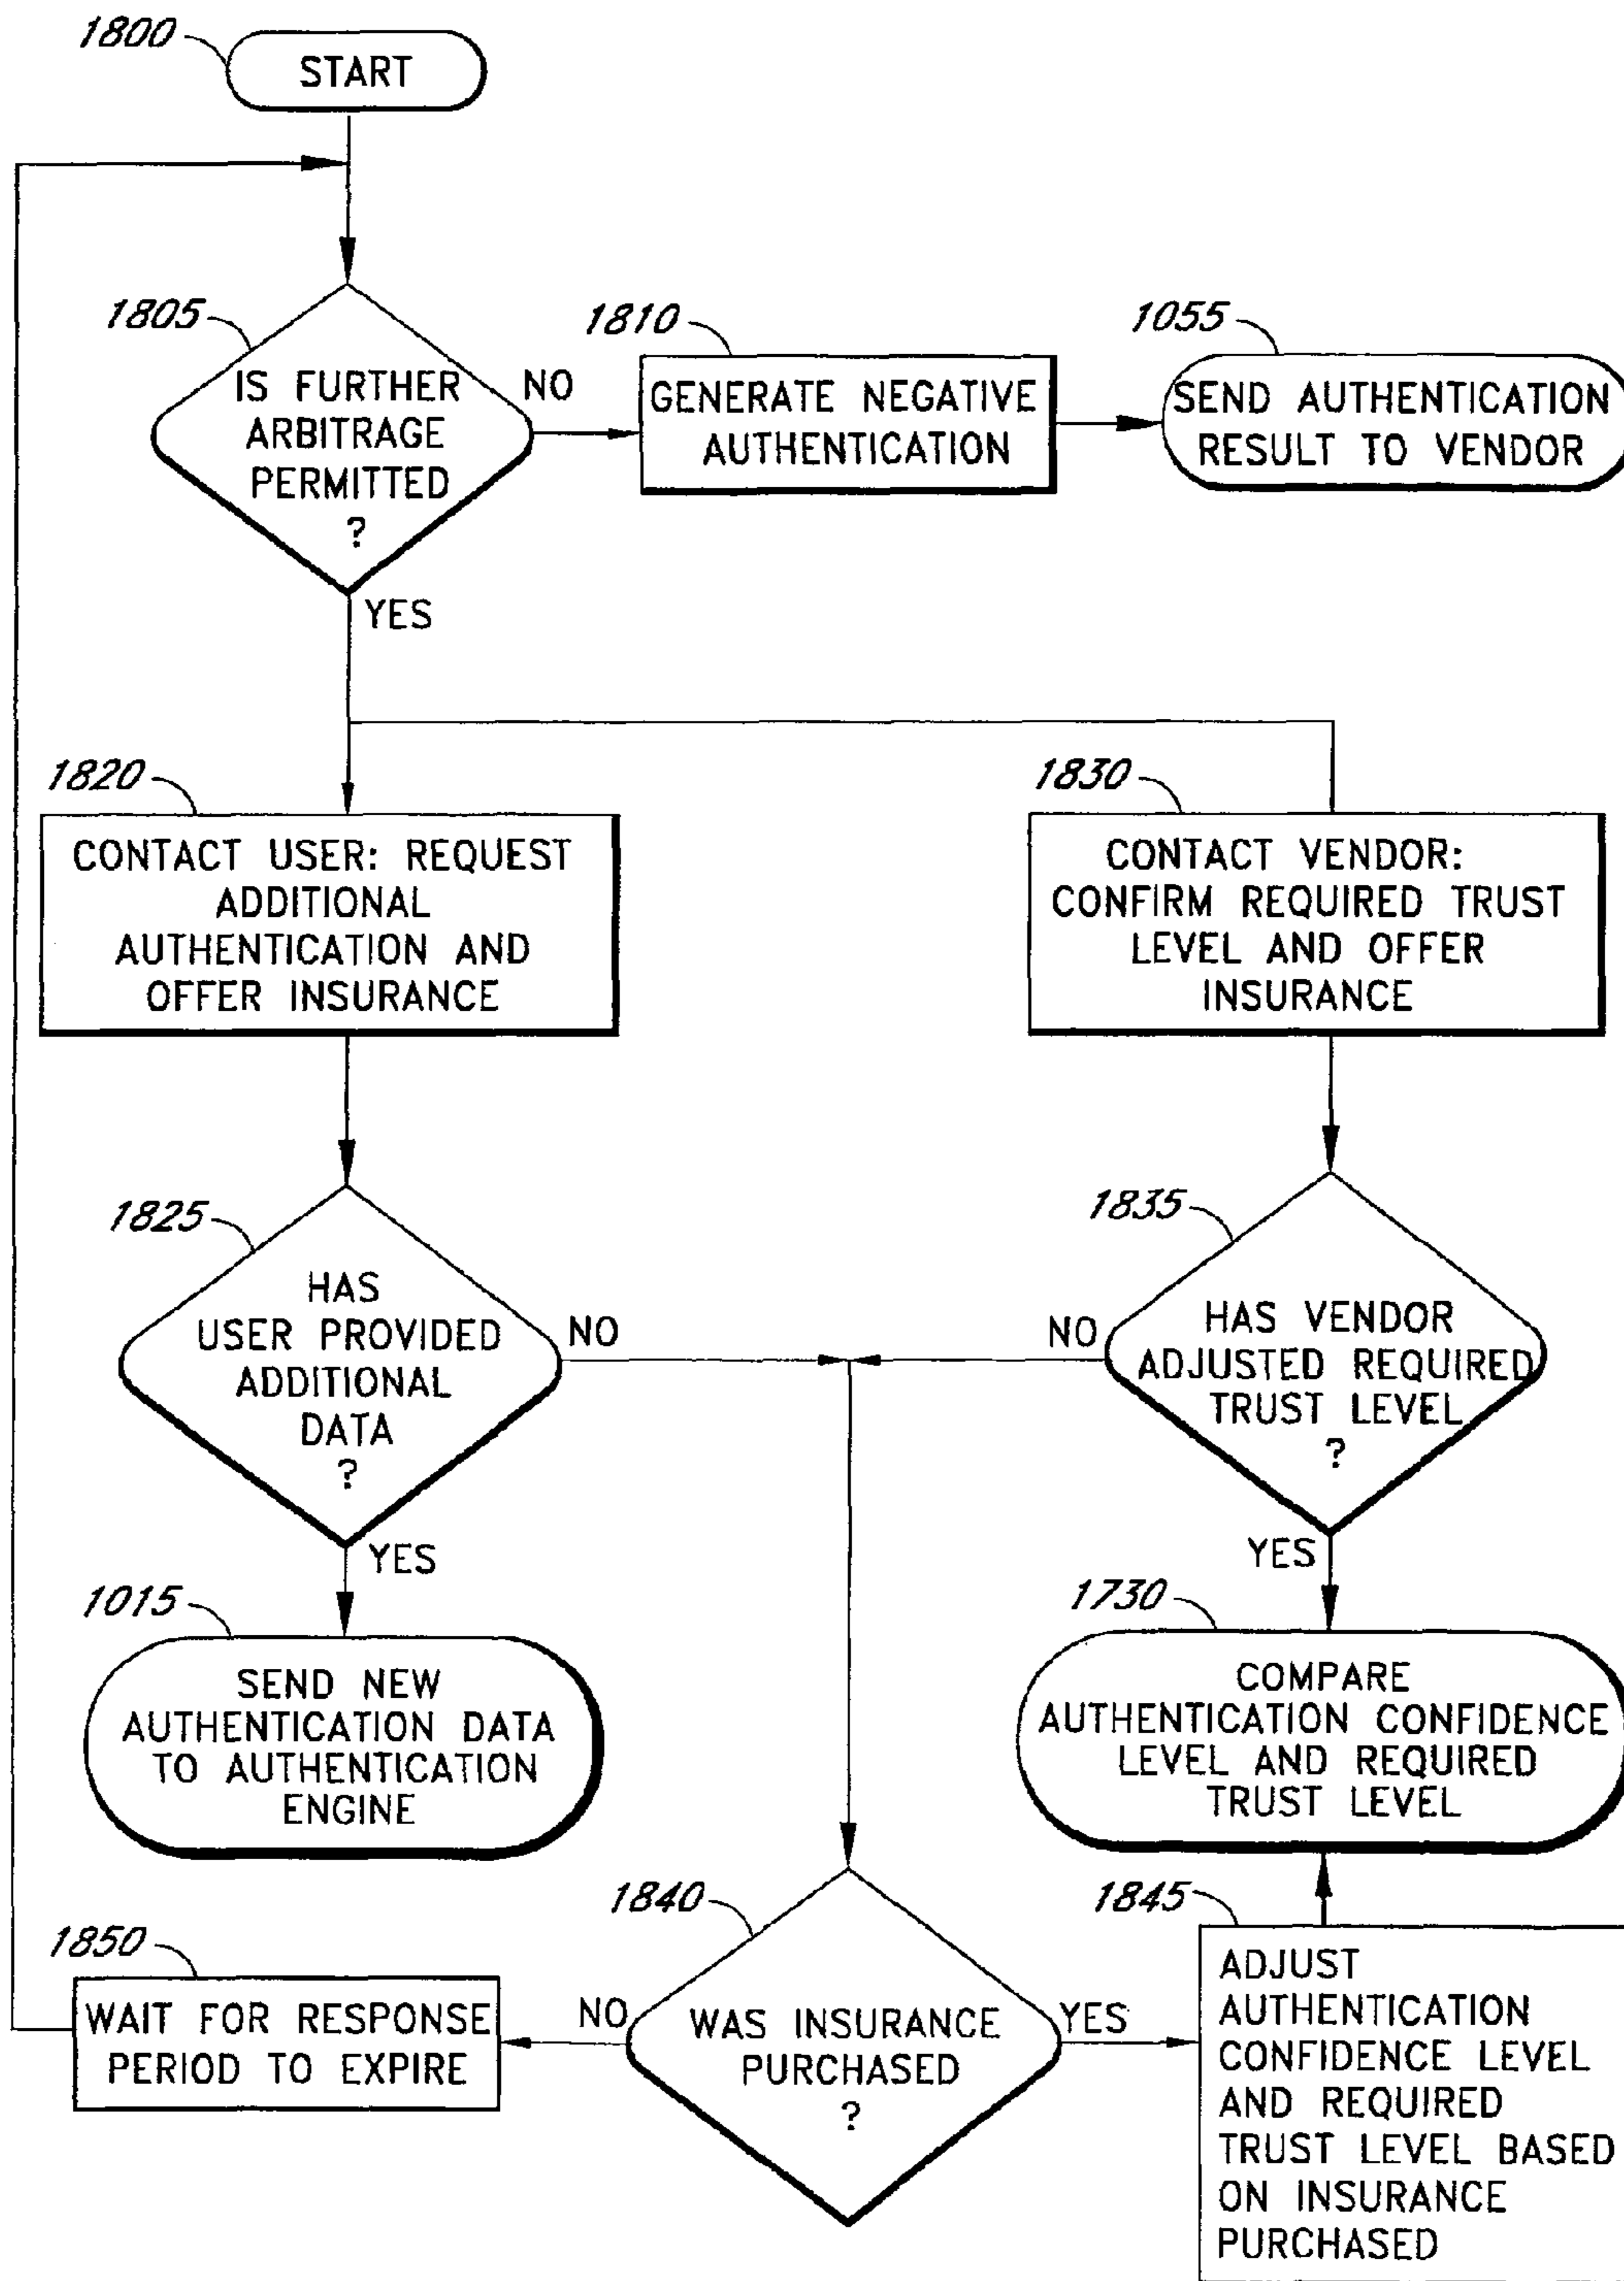 1800
START
1805
IS FURTHER
ARBITRAGE
PERMITTED
?
NO
YES
1810
GENERATE NEGATIVE
AUTHENTICATION
1055
SEND AUTHENTICATION
RESULT TO VENDOR
1820
CONTACT USER: REQUEST
ADDITIONAL
AUTHENTICATION AND
OFFER INSURANCE
1830
CONTACT VENDOR:
CONFIRM REQUIRED TRUST
LEVEL AND OFFER
INSURANCE
1825
HAS
USER PROVIDED
ADDITIONAL
DATA
?
NO
YES
1835
HAS VENDOR
ADJUSTED REQUIRED
TRUST LEVEL
?
NO
YES
1015
SEND NEW
AUTHENTICATION DATA
TO AUTHENTICATION
ENGINE
1730
COMPARE
AUTHENTICATION CONFIDENCE
LEVEL AND REQUIRED
TRUST LEVEL
1840
WAS INSURANCE
PURCHASED
?
NO
YES
1850
WAIT FOR RESPONSE
PERIOD TO EXPIRE
1845
ADJUST
AUTHENTICATION
CONFIDENCE LEVEL
AND REQUIRED
TRUST LEVEL BASED
ON INSURANCE
PURCHASED